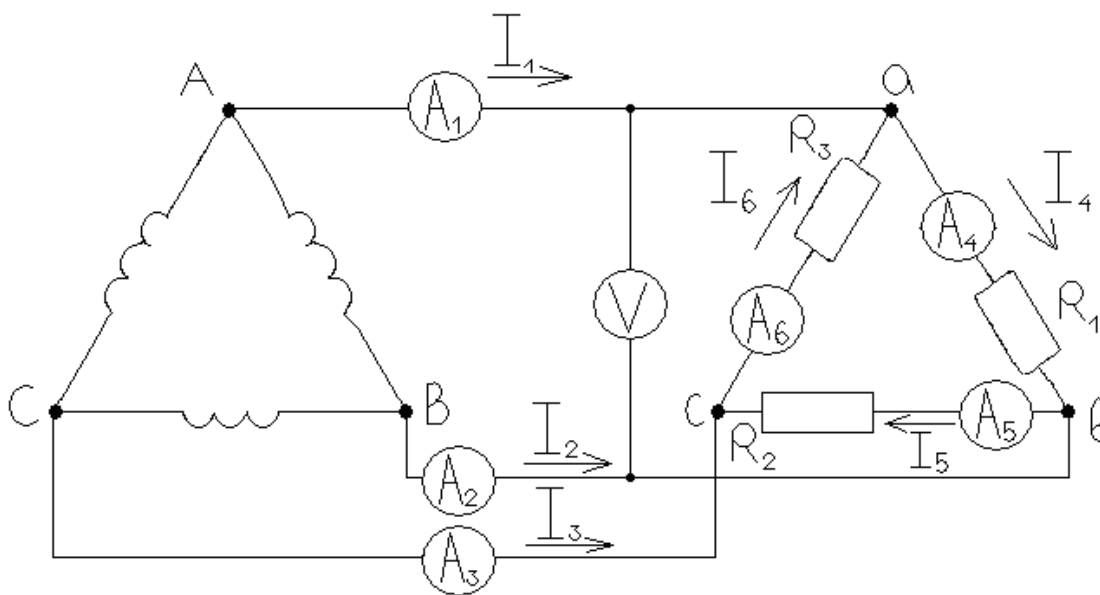 I₁
A
A₁
a
R₃
I₆
I₄
A₄
V
A₆
R₁
C
B
I₂
c
R₂
A₅
I₅
в
A₂
I₃
A₃